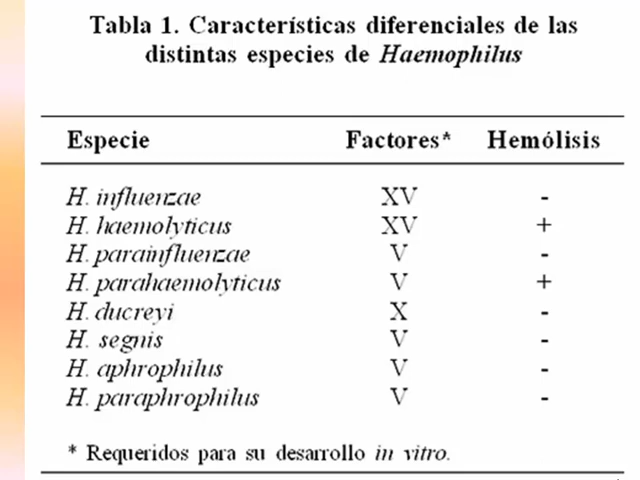 Tabla 1. Características diferenciales de las
distintas especies de Haemophilus
Especie Factores* Hemólisis
H. influenzae XV -
H. haemolyticus XV +
H. parainfluenzae V -
H. parahaemolyticus V +
H. ducreyi X -
H. segnis V -
H. aphrophilus V -
H. paraphrophilus V -
* Requeridos para su desarrollo in vitro.